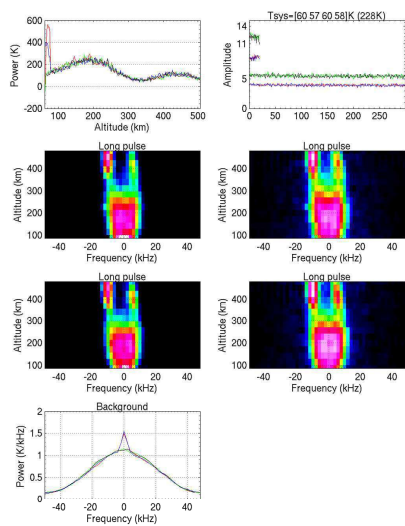 Tsys=[60 57 60 58]K (228K)
600
400
200
0
-200
Power (K)
100 200 300 400 500
Altitude (km)
14
11
5
0
Amplitude
0 50 100 150 200 250
Long pulse
Long pulse
400
300
200
100
Altitude (km)
-40 -20 0 20 40
Frequency (kHz)
400
300
200
100
Altitude (km)
-40 -20 0 20 40
Frequency (kHz)
Long pulse
Long pulse
400
300
200
100
Altitude (km)
-40 -20 0 20 40
Frequency (kHz)
400
300
200
100
Altitude (km)
-40 -20 0 20 40
Frequency (kHz)
Background
2
1.5
1
0.5
0
Power (K/kHz)
-40 -20 0 20 40
Frequency (kHz)